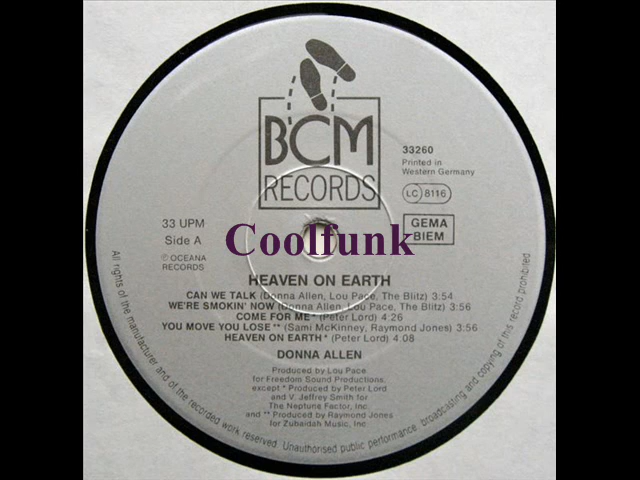 BCM
RECORDS
33260
Printed in
Western Germany
LC 8116
GEMA
BIEM
33 UPM
Side A
℗ OCEANA
RECORDS
Coolfunk
HEAVEN ON EARTH
CAN WE TALK (Donna Allen, Lou Pace, The Blitz) 3:54
WE'RE SMOKIN' NOW (Donna Allen, Lou Pace, The Blitz) 3:56
COME FOR ME* (Peter Lord) 4:26
YOU MOVE YOU LOSE** (Sami McKinney, Raymond Jones) 3:56
HEAVEN ON EARTH* (Peter Lord) 4:08
DONNA ALLEN
Produced by Lou Pace
for Freedom Sound Productions.
except * Produced by Peter Lord
and V. Jeffrey Smith for
The Neptune Factor, Inc.
and ** Produced by Raymond Jones
for Zubaidah Music, Inc
All rights of the manufacturer and of the recorded work reserved. Unauthorised public performance, broadcasting and copying of this record prohibited